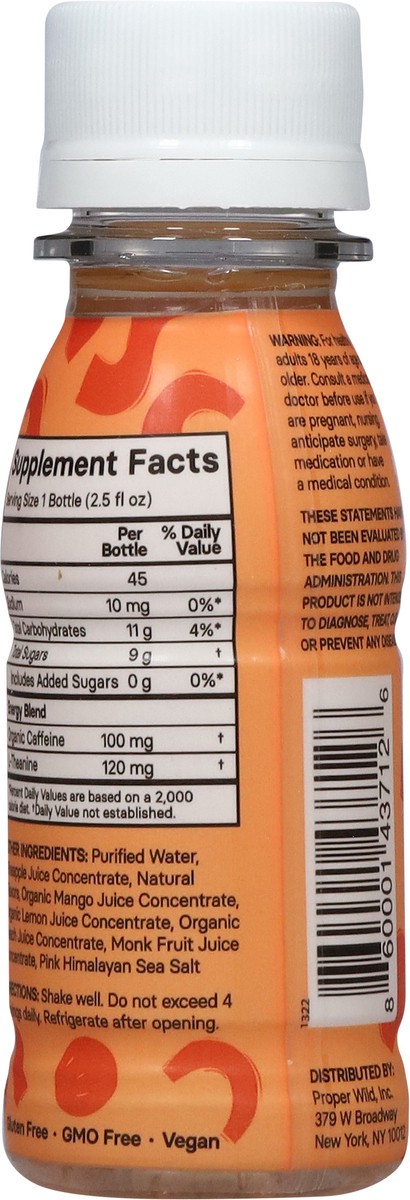 Supplement Facts
Serving Size 1 Bottle (2.5 fl oz)
Per Bottle % Daily Value
Calories 45
Sodium 10 mg 0%*
Total Carbohydrates 11 g 4%*
Total Sugars 9 g †
Includes Added Sugars 0 g 0%*
Energy Blend
Organic Caffeine 100 mg †
L-Theanine 120 mg †
Percent Daily Values are based on a 2,000
calorie diet. †Daily Value not established.
OTHER INGREDIENTS: Purified Water,
Pineapple Juice Concentrate, Natural
Flavors, Organic Mango Juice Concentrate,
Organic Lemon Juice Concentrate, Organic
Peach Juice Concentrate, Monk Fruit Juice
Concentrate, Pink Himalayan Sea Salt
DIRECTIONS: Shake well. Do not exceed 4
daily. Refrigerate after opening.
Gluten Free · GMO Free · Vegan
WARNING: For
adults 18 years of age
older. Consult a
doctor before use if
are pregnant, nursing,
anticipate surgery, take
medication or have
a medical condition.
THESE STATEMENTS HAVE
NOT BEEN EVALUATED
THE FOOD AND DRUG
ADMINISTRATION. THIS
PRODUCT IS NOT INTENDED
TO DIAGNOSE, TREAT,
OR PREVENT ANY DISEASE
8 60001 43712 6
1322
DISTRIBUTED BY:
Proper Wild, Inc.
379 W Broadway
New York, NY 10012